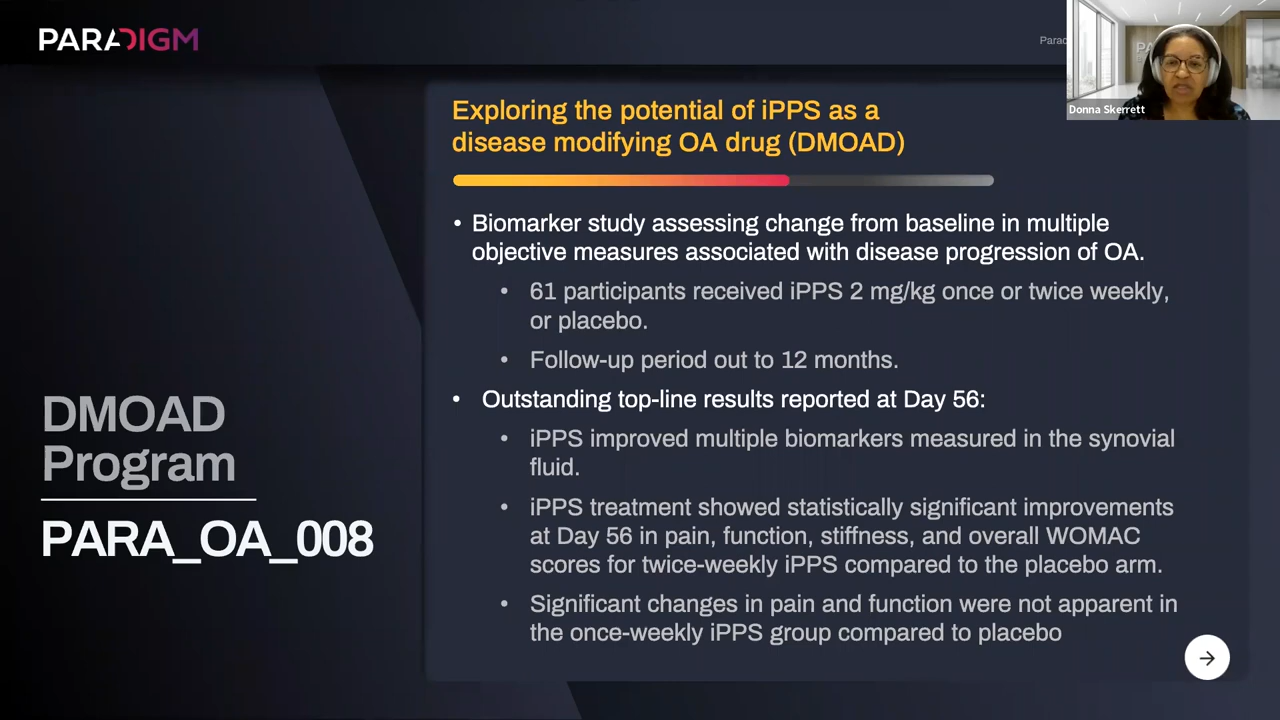 PARADIGM
Donna Skerrett
Exploring the potential of iPPS as a
disease modifying OA drug (DMOAD)
• Biomarker study assessing change from baseline in multiple
objective measures associated with disease progression of OA.
• 61 participants received iPPS 2 mg/kg once or twice weekly,
or placebo.
• Follow-up period out to 12 months.
• Outstanding top-line results reported at Day 56:
• iPPS improved multiple biomarkers measured in the synovial
fluid.
• iPPS treatment showed statistically significant improvements
at Day 56 in pain, function, stiffness, and overall WOMAC
scores for twice-weekly iPPS compared to the placebo arm.
• Significant changes in pain and function were not apparent in
the once-weekly iPPS group compared to placebo
DMOAD
Program
PARA_OA_008